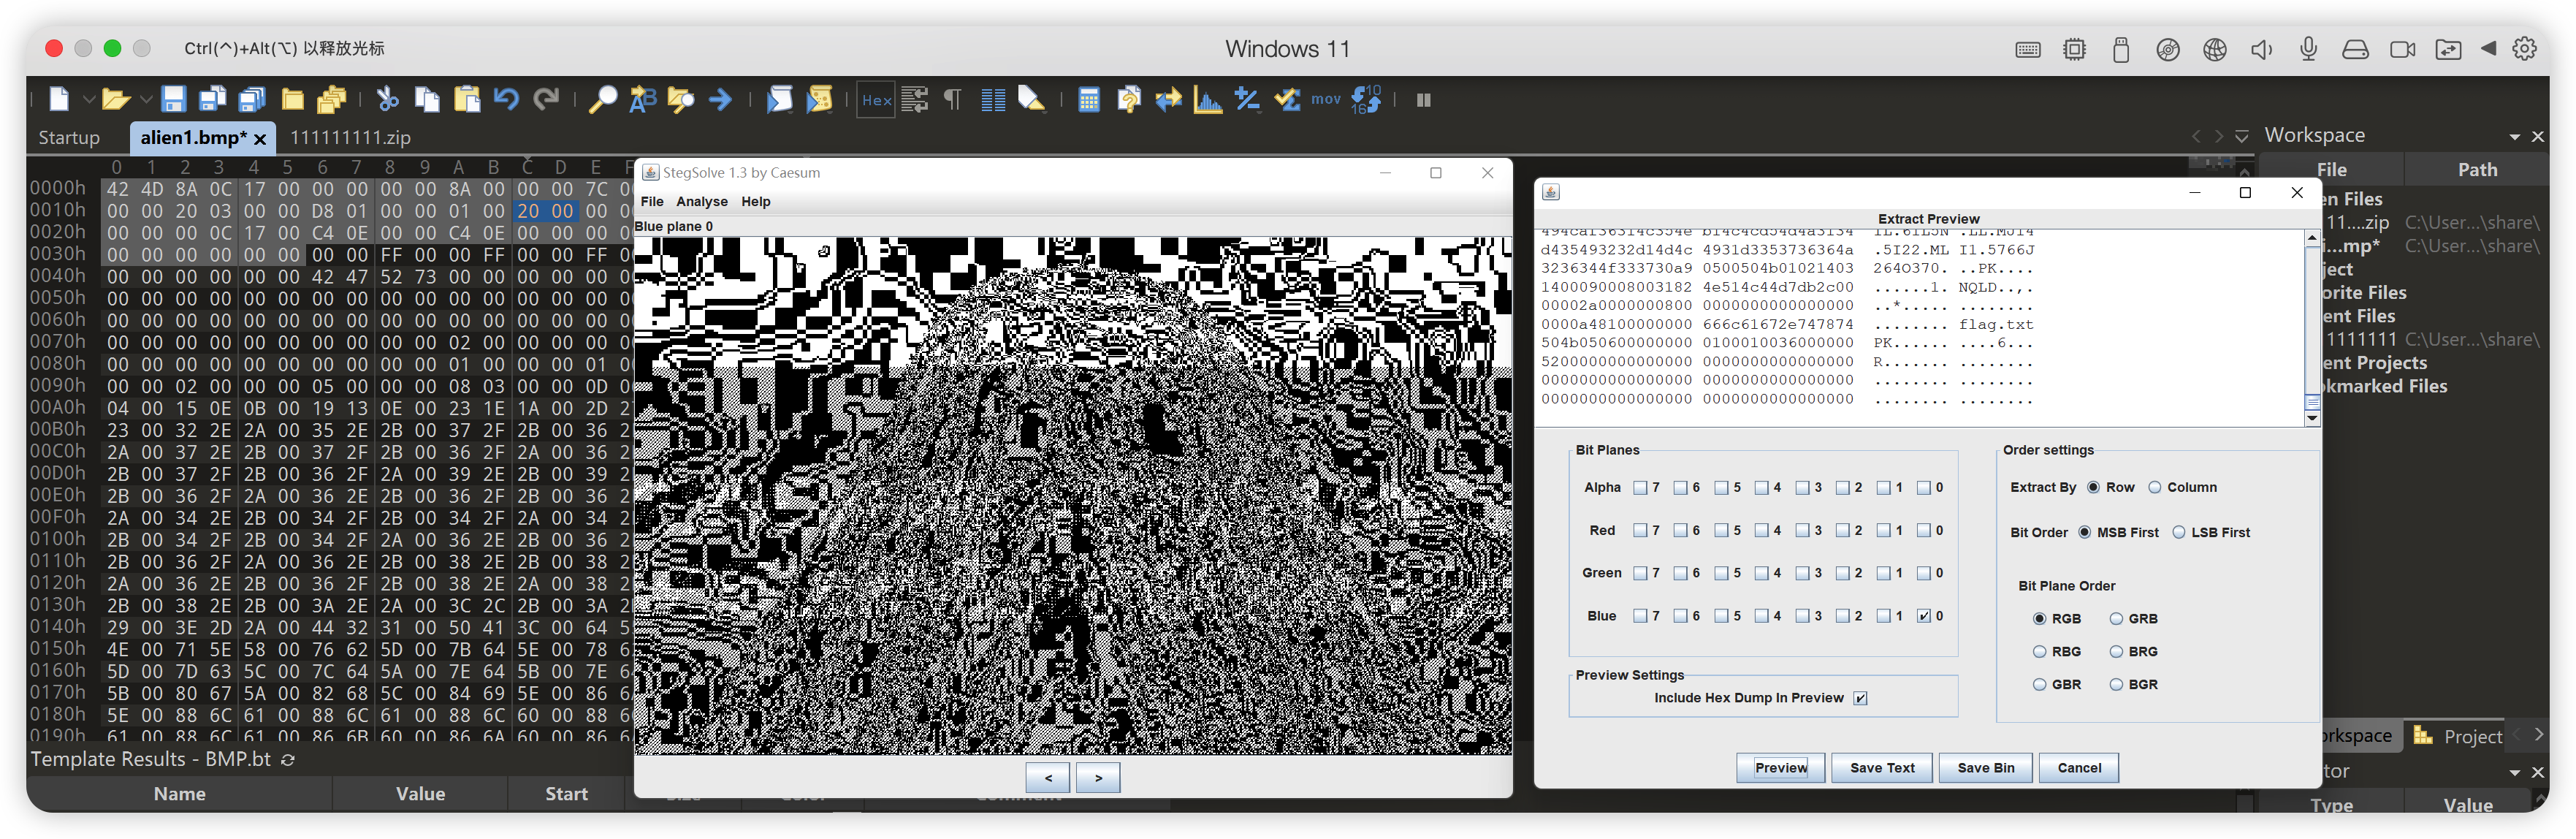 Ctrl(^)+Alt(⌥) 以释放光标
Windows 11
Startup
alien1.bmp*
111111111.zip
Workspace
File Path
0 1 2 3 4 5 6 7 8 9 A B C D E
0000h 42 4D 8A 0C 17 00 00 00 00 00 8A 00 00 00 7C
0010h 00 00 20 03 00 00 D8 01 00 00 01 00 20 00 00
0020h 00 00 00 0C 17 00 C4 0E 00 00 C4 0E 00 00 00
0030h 00 00 00 00 00 00 00 00 FF 00 00 FF 00 00 FF
0040h 00 00 00 00 00 00 42 47 52 73 00 00 00 00 00
0050h 00 00 00 00 00 00 00 00 00 00 00 00 00 00 00
0060h 00 00 00 00 00 00 00 00 00 00 00 00 00 00 00
0070h 00 00 00 00 00 00 00 00 00 00 02 00 00 00 00
0080h 00 00 00 00 00 00 00 00 00 00 01 00 00 00 01
0090h 00 00 02 00 00 00 05 00 00 00 08 03 00 00 0D
00A0h 04 00 15 0E 0B 00 19 13 0E 00 23 1E 1A 00 2D
00B0h 23 00 32 2E 2A 00 35 2E 2B 00 37 2F 2B 00 36
00C0h 2A 00 37 2E 2B 00 37 2F 2B 00 36 2F 2A 00 36
00D0h 2B 00 37 2F 2B 00 36 2F 2A 00 39 2E 2B 00 39
00E0h 2B 00 36 2F 2A 00 36 2E 2B 00 36 2F 2B 00 36
00F0h 2A 00 34 2E 2B 00 34 2F 2B 00 34 2F 2A 00 34
0100h 2B 00 34 2F 2B 00 34 2F 2A 00 36 2E 2B 00 36
0110h 2B 00 36 2F 2A 00 36 2E 2B 00 38 2E 2B 00 38
0120h 2A 00 36 2E 2B 00 36 2F 2B 00 38 2E 2A 00 38
0130h 2B 00 38 2E 2B 00 3A 2E 2A 00 3C 2C 2B 00 3A
0140h 29 00 3E 2D 2A 00 44 32 31 00 50 41 3C 00 64
0150h 4E 00 71 5E 58 00 76 62 5D 00 7B 64 5E 00 78
0160h 5D 00 7D 63 5C 00 7C 64 5A 00 7E 64 5B 00 7E
0170h 5B 00 80 67 5A 00 82 68 5C 00 84 69 5E 00 86
0180h 5E 00 88 6C 61 00 88 6C 61 00 88 6C 60 00 88
0190h 61 00 88 6C 61 00 86 6B 60 00 86 6A 60 00 86
Template Results - BMP.bt
Name Value Start
StegSolve 1.3 by Caesum
File Analyse Help
Blue plane 0
< >
Extract Preview
d435493232d14d4c 4931d3353736364a .5I22.ML I1.5766J
3236344f333730a9 0500504b01021403 264O370. ..PK....
1400090008003182 4e514c44d7db2c00 ......1. NQLD..,.
00002a0000000800 0000000000000000 ..*..... ........
0000a48100000000 666c61672e747874 ........ flag.txt
504b050600000000 0100010036000000 PK...... ....6...
5200000000000000 0000000000000000 R....... ........
0000000000000000 0000000000000000 ........ ........
0000000000000000 0000000000000000 ........ ........
Bit Planes
Alpha 7 6 5 4 3 2 1 0
Red 7 6 5 4 3 2 1 0
Green 7 6 5 4 3 2 1 0
Blue 7 6 5 4 3 2 1 0
Preview Settings
Include Hex Dump In Preview
Order settings
Extract By Row Column
Bit Order MSB First LSB First
Bit Plane Order
RGB GRB
RBG BRG
GBR BGR
Preview Save Text Save Bin Cancel
en Files
11....zip C:\User...\share\
i...mp* C:\User...\share\
ject
orite Files
ent Files
1111111 C:\User...\share\
ent Projects
okmarked Files
orkspace Project
tor
Type Value